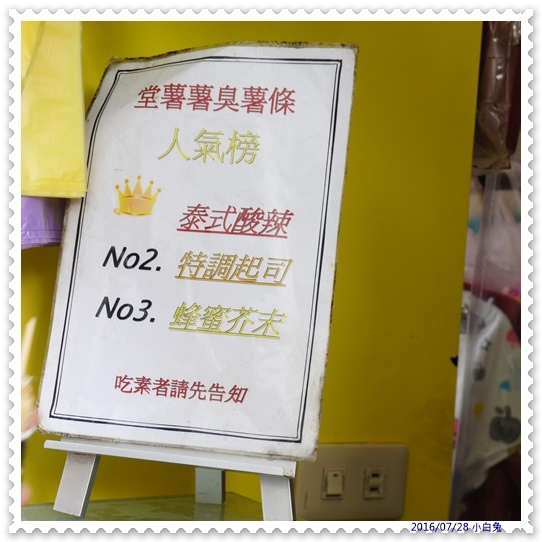 堂薯薯臭薯條
人氣榜
泰式酸辣
No2. 特調起司
No3. 蜂蜜芥末
吃素者請先告知
2016/07/28 小白兔